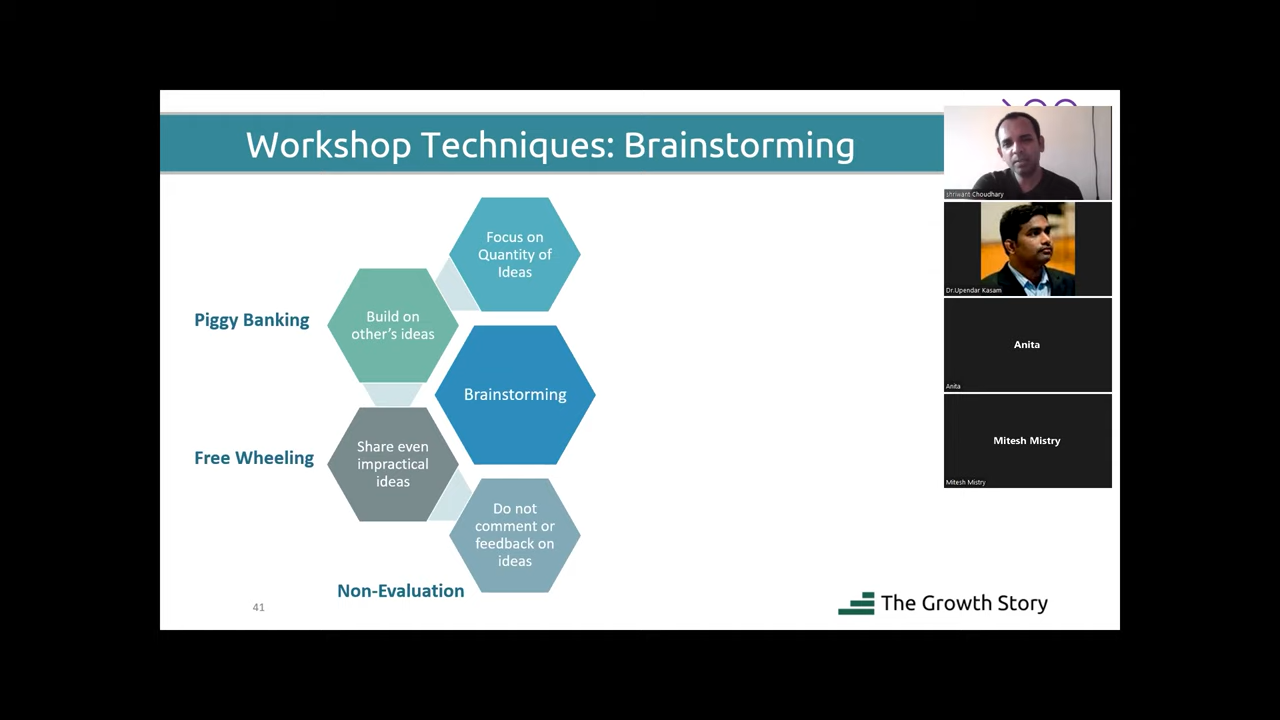 Workshop Techniques: Brainstorming
Focus on
Quantity of
Ideas
Piggy Banking
Build on
other's ideas
Brainstorming
Free Wheeling
Share even
impractical
ideas
Do not
comment or
feedback on
ideas
Non-Evaluation
41
The Growth Story
shriwant Choudhary
Dr.Upendar Kasam
Anita
Anita
Mitesh Mistry
Mitesh Mistry